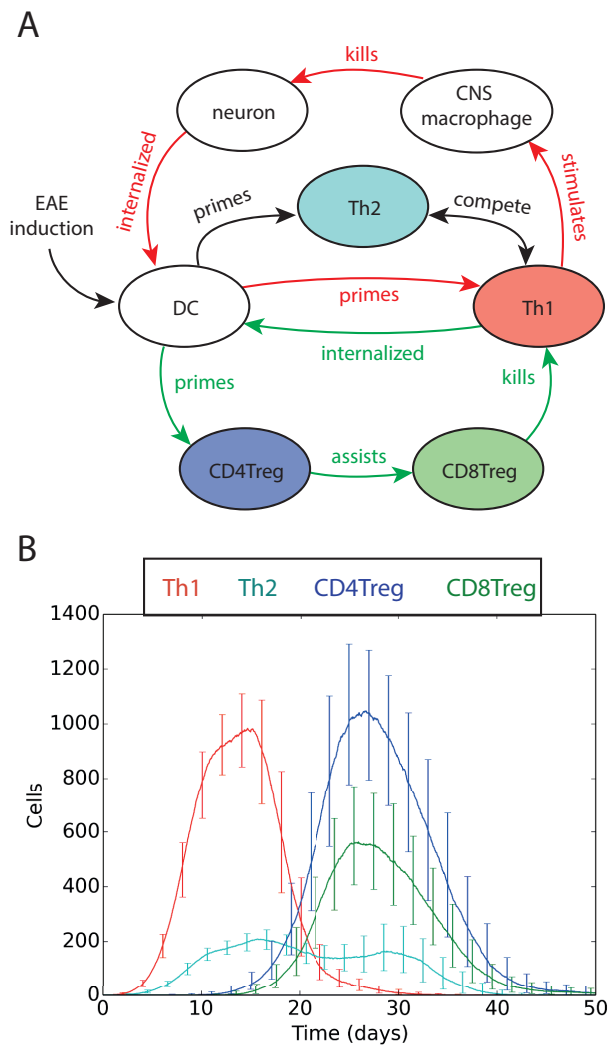 A
kills
neuron
CNS
macrophage
internalized
stimulates
EAE
induction
primes
Th2
compete
DC
primes
Th1
internalized
primes
kills
CD4Treg
assists
CD8Treg
B
Th1 Th2 CD4Treg CD8Treg
1400
1200
1000
800
600
400
200
0
Cells
0 10 20 30 40 50
Time (days)